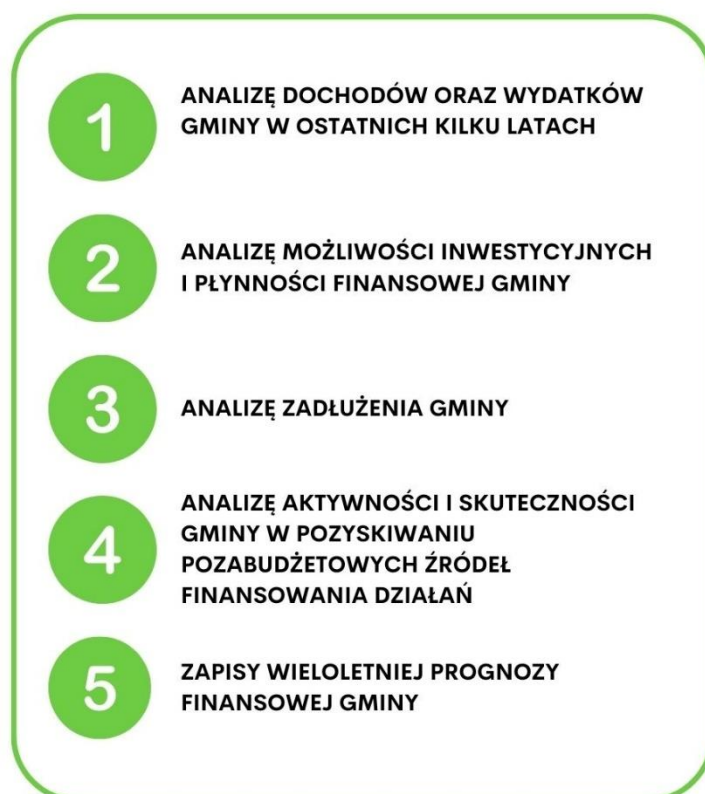 1
ANALIZĘ DOCHODÓW ORAZ WYDATKÓW
GMINY W OSTATNICH KILKU LATACH
2
ANALIZĘ MOŻLIWOŚCI INWESTYCYJNYCH
I PŁYNNOŚCI FINANSOWEJ GMINY
3
ANALIZĘ ZADŁUŻENIA GMINY
4
ANALIZĘ AKTYWNOŚCI I SKUTECZNOŚCI
GMINY W POZYSKIWANIU
POZABUDŻETOWYCH ŹRÓDEŁ
FINANSOWANIA DZIAŁAŃ
5
ZAPISY WIELOLETNIEJ PROGNOZY
FINANSOWEJ GMINY